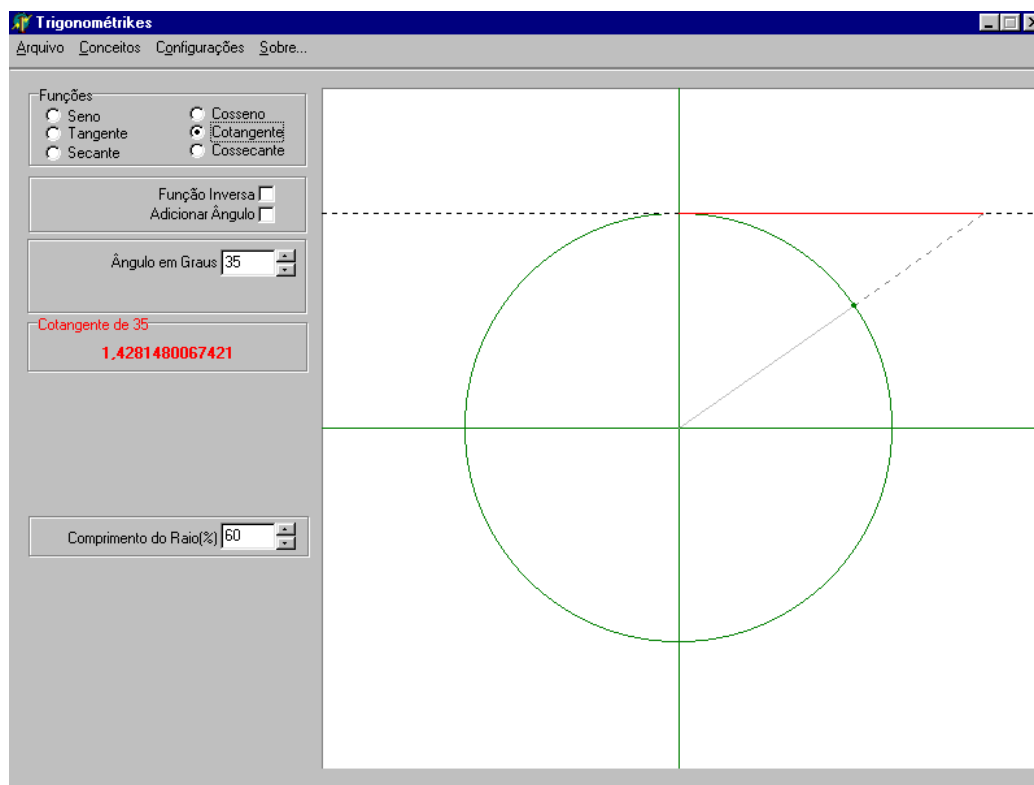 Trigonométrikes
Arquivo Conceitos Configurações Sobre...
Funções
Seno Cosseno
Tangente Cotangente
Secante Cossecante
Função Inversa
Adicionar Ângulo
Ângulo em Graus 35
Cotangente de 35
1,4281480067421
Comprimento do Raio(%) 60